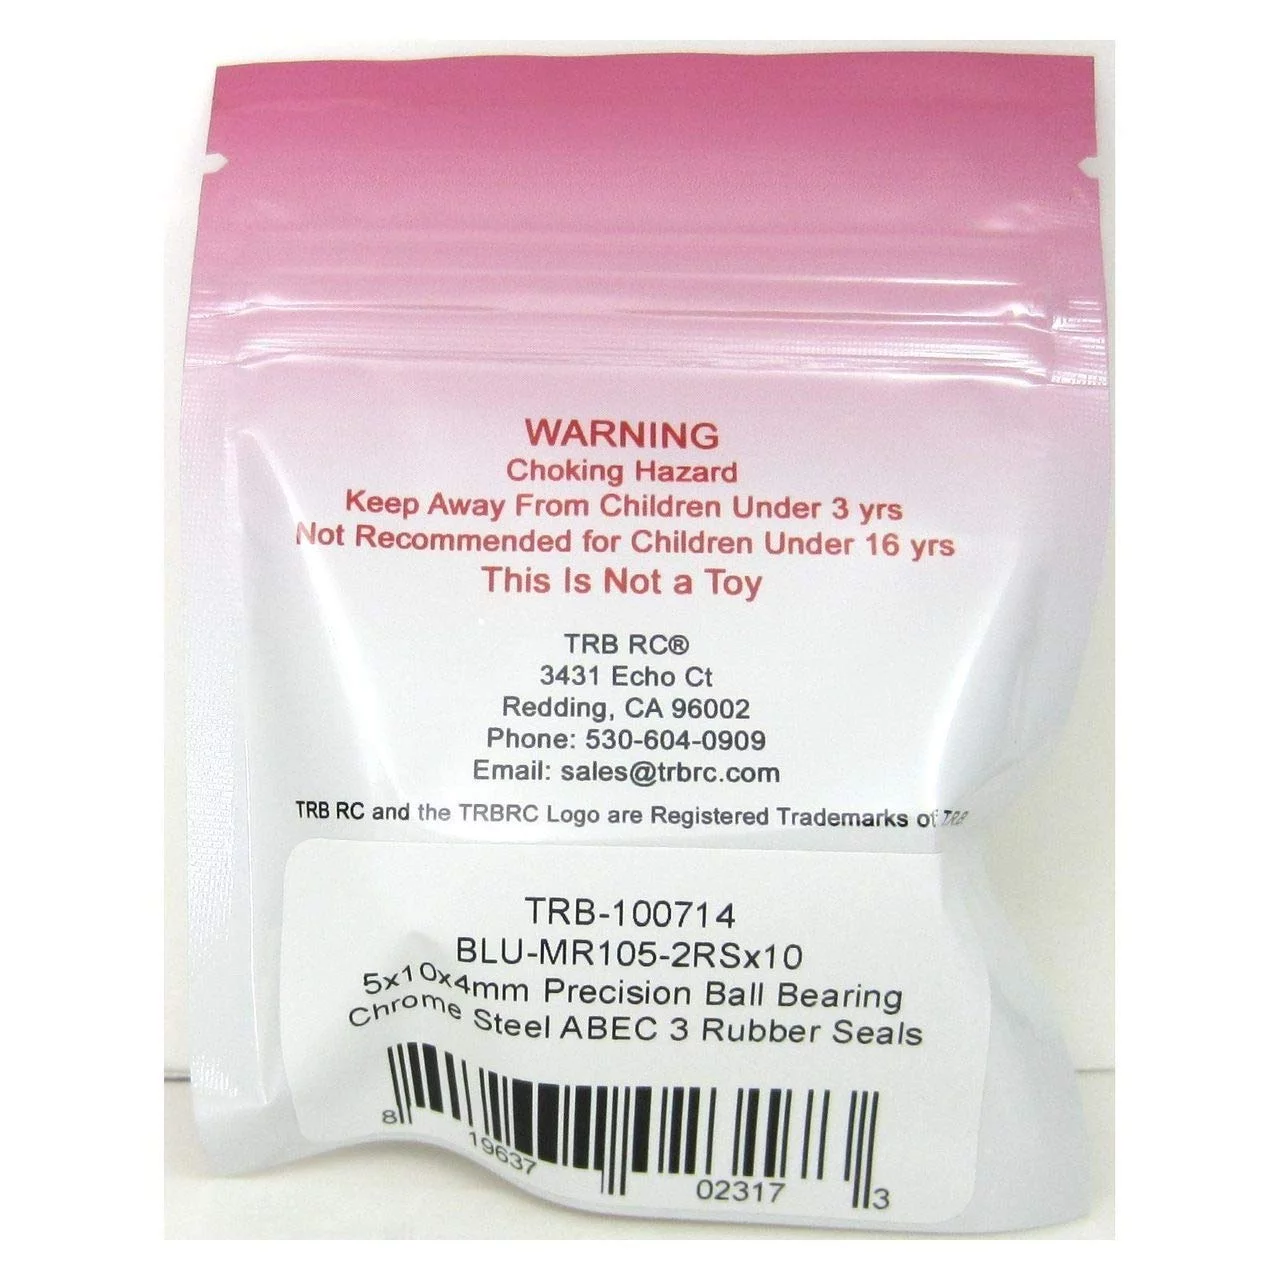 WARNING
Choking Hazard
Keep Away From Children Under 3 yrs
Not Recommended for Children Under 16 yrs
This Is Not a Toy
TRB RC®
3431 Echo Ct
Redding, CA 96002
Phone: 530-604-0909
Email: sales@trbrc.com
TRB RC and the TRBRC Logo are Registered Trademarks of TRB
TRB-100714
BLU-MR105-2RSx10
5x10x4mm Precision Ball Bearing
Chrome Steel ABEC 3 Rubber Seals
8 19637 02317 3